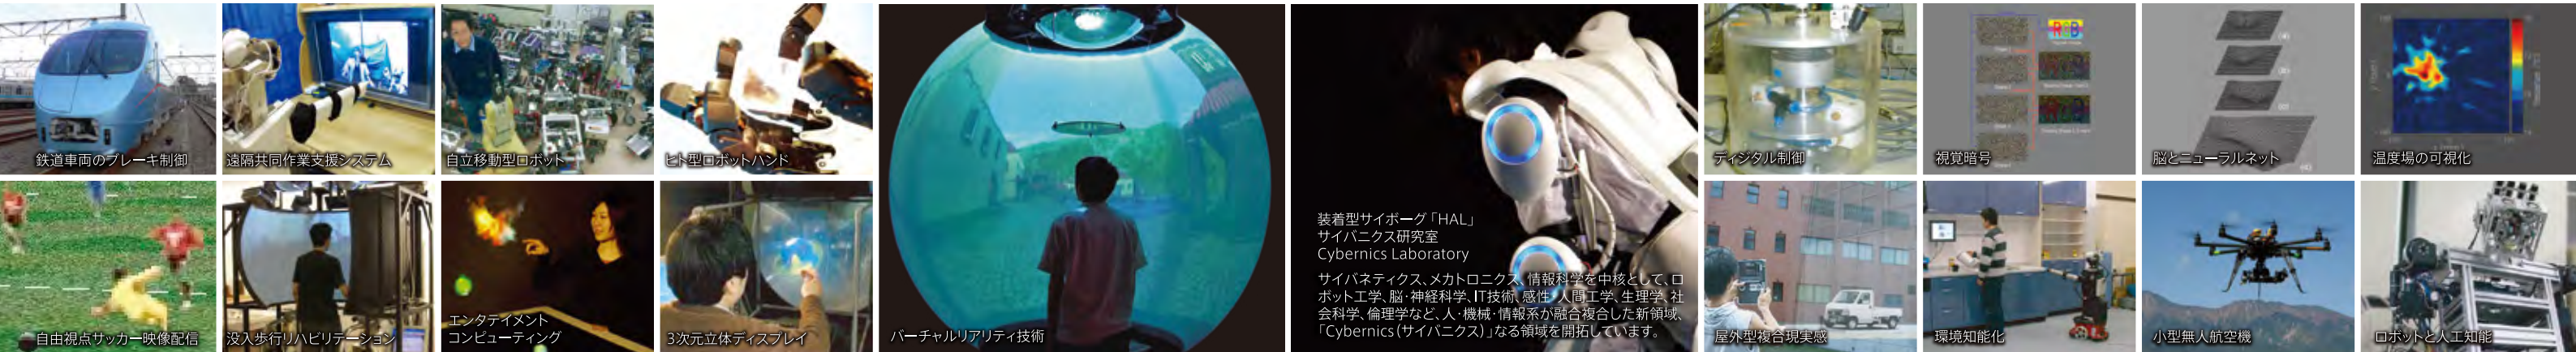 鉄道車両のブレーキ制御
遠隔共同作業支援システム
自立移動型ロボット
ヒト型ロボットハンド
自由視点サッカー映像配信
没入歩行リハビリテーション
エンタテイメント
コンピューティング
3次元立体ディスプレイ
バーチャルリアリティ技術
装着型サイボーグ「HAL」
サイバニクス研究室
Cybernics Laboratory
サイバネティクス、メカトロニクス、情報科学を中核として、ロ
ボット工学、脳・神経科学、IT技術、感性・人間工学、生理学、社
会科学、倫理学など、人・機械・情報系が融合複合した新領域、
「Cybernics(サイバニクス)」なる領域を開拓しています。
ディジタル制御
視覚暗号
脳とニューラルネット
温度場の可視化
屋外型複合現実感
環境知能化
小型無人航空機
ロボットと人工知能